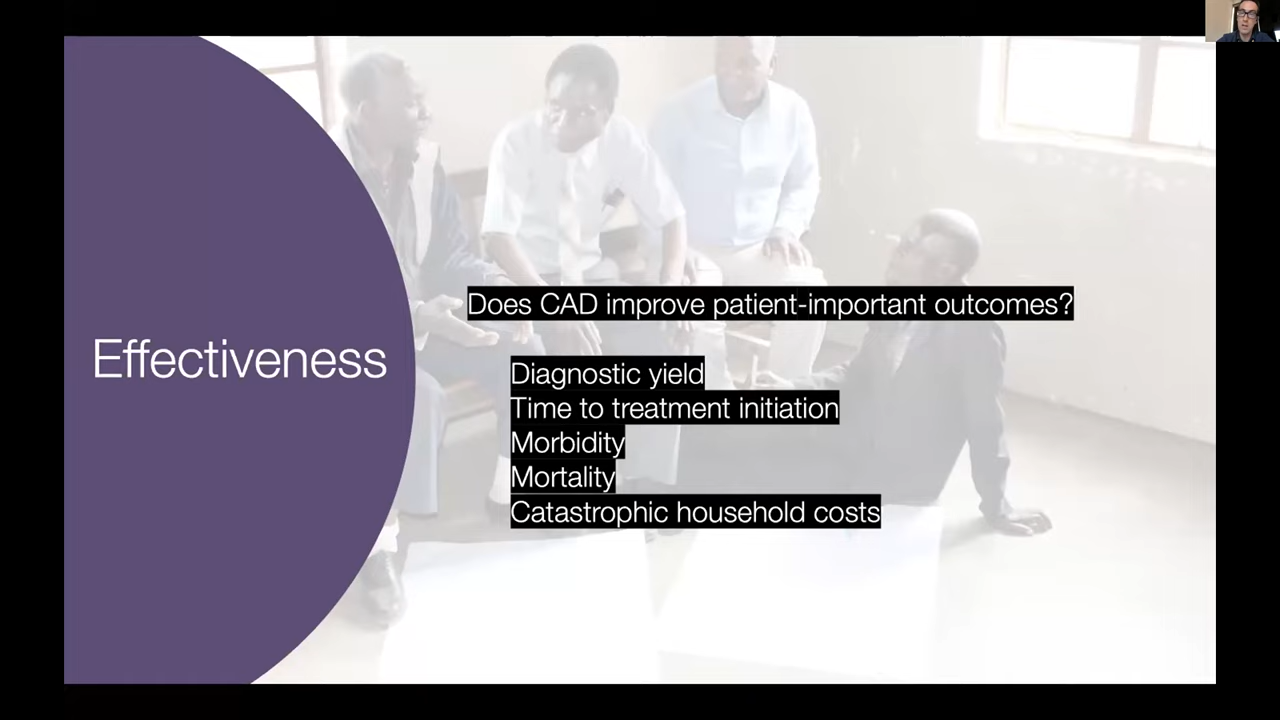 Effectiveness
Does CAD improve patient-important outcomes?
Diagnostic yield
Time to treatment initiation
Morbidity
Mortality
Catastrophic household costs